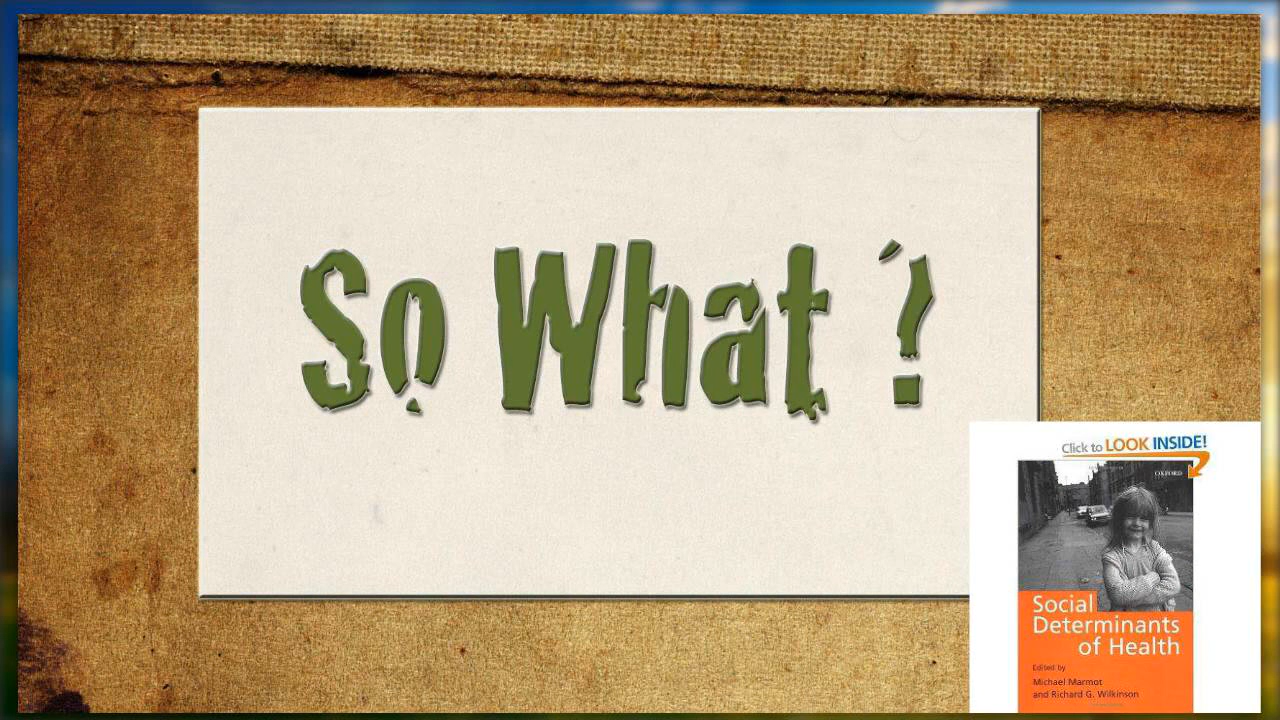 So What ?
Click to LOOK INSIDE!
OXFORD
Social
Determinants
of Health
Edited by
Michael Marmot
and Richard G. Wilkinson